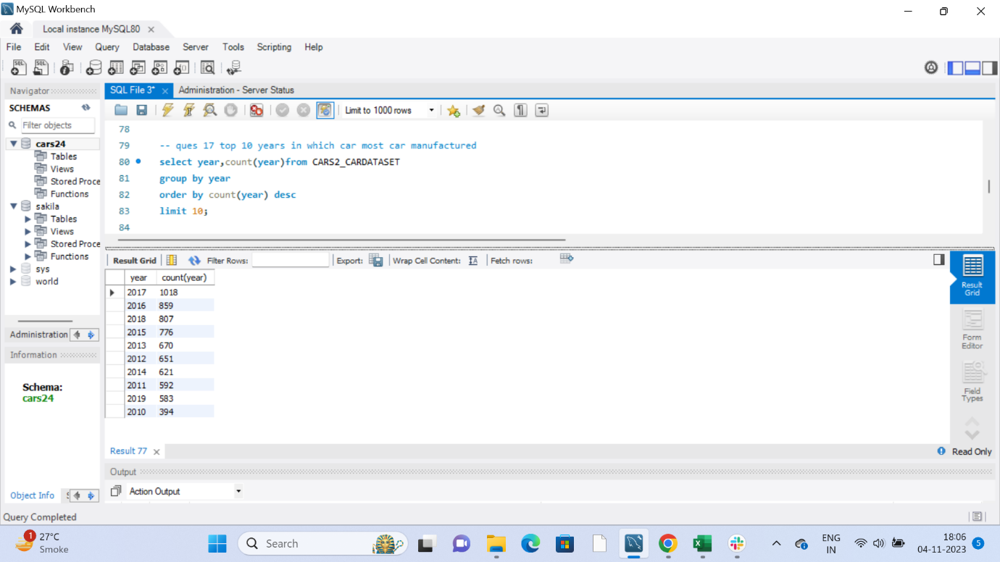 MySQL Workbench
Local instance MySQL80
File Edit View Query Database Server Tools Scripting Help
Navigator
SCHEMAS
Filter objects
cars24
Tables
Views
Stored Proce
Functions
sakila
Tables
Views
Stored Proce
Functions
sys
world
Administration
Information
Schema:
cars24
Object Info
SQL File 3* Administration - Server Status
Limit to 1000 rows
78
79 -- ques 17 top 10 years in which car most car manufactured
80 select year,count(year)from CARS2_CARDATASET
81 group by year
82 order by count(year) desc
83 limit 10;
84
Result Grid Filter Rows: Export: Wrap Cell Content: Fetch rows:
year count(year)
2017 1018
2016 859
2018 807
2015 776
2013 670
2012 651
2014 621
2011 592
2019 583
2010 394
Result Grid
Form Editor
Field Types
Result 77
Read Only
Output
Action Output
Query Completed
1
27°C
Smoke
Search
ENG
IN
18:06
04-11-2023
5